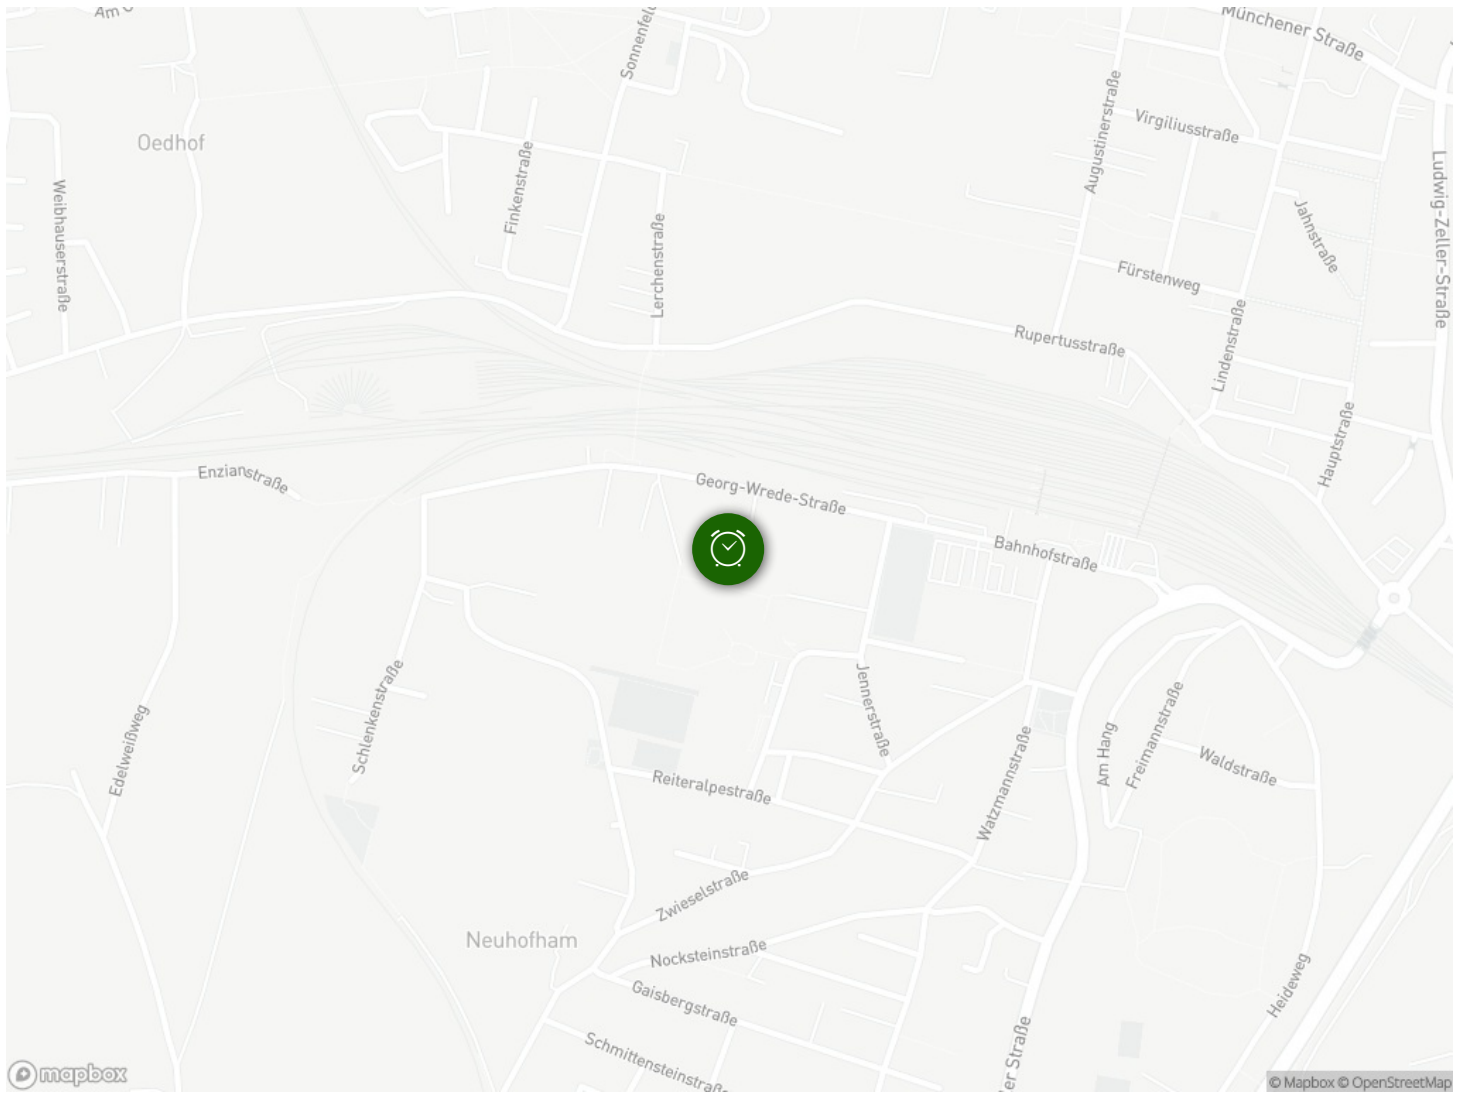 Am
Sonnenfeld
Münchener Straße
Oedhof
Virgiliusstraße
Augustinerstraße
Finkenstraße
Weibhauserstraße
Ludwig-Zeller-Straße
Jahnstraße
Lerchenstraße
Fürstenweg
Rupertusstraße
Lindenstraße
Hauptstraße
Enzianstraße
Georg-Wrede-Straße
Bahnhofstraße
Jennerstraße
Schlenkenstraße
Edelweißweg
Am Hang
Freimannstraße
Waldstraße
Watzmannstraße
Reiteralpestraße
Zwieselstraße
Neuhofham
Nocksteinstraße
Gaisbergstraße
Heideweg
Schmittensteinstraße
er Straße
mapbox
© Mapbox © OpenStreetMap